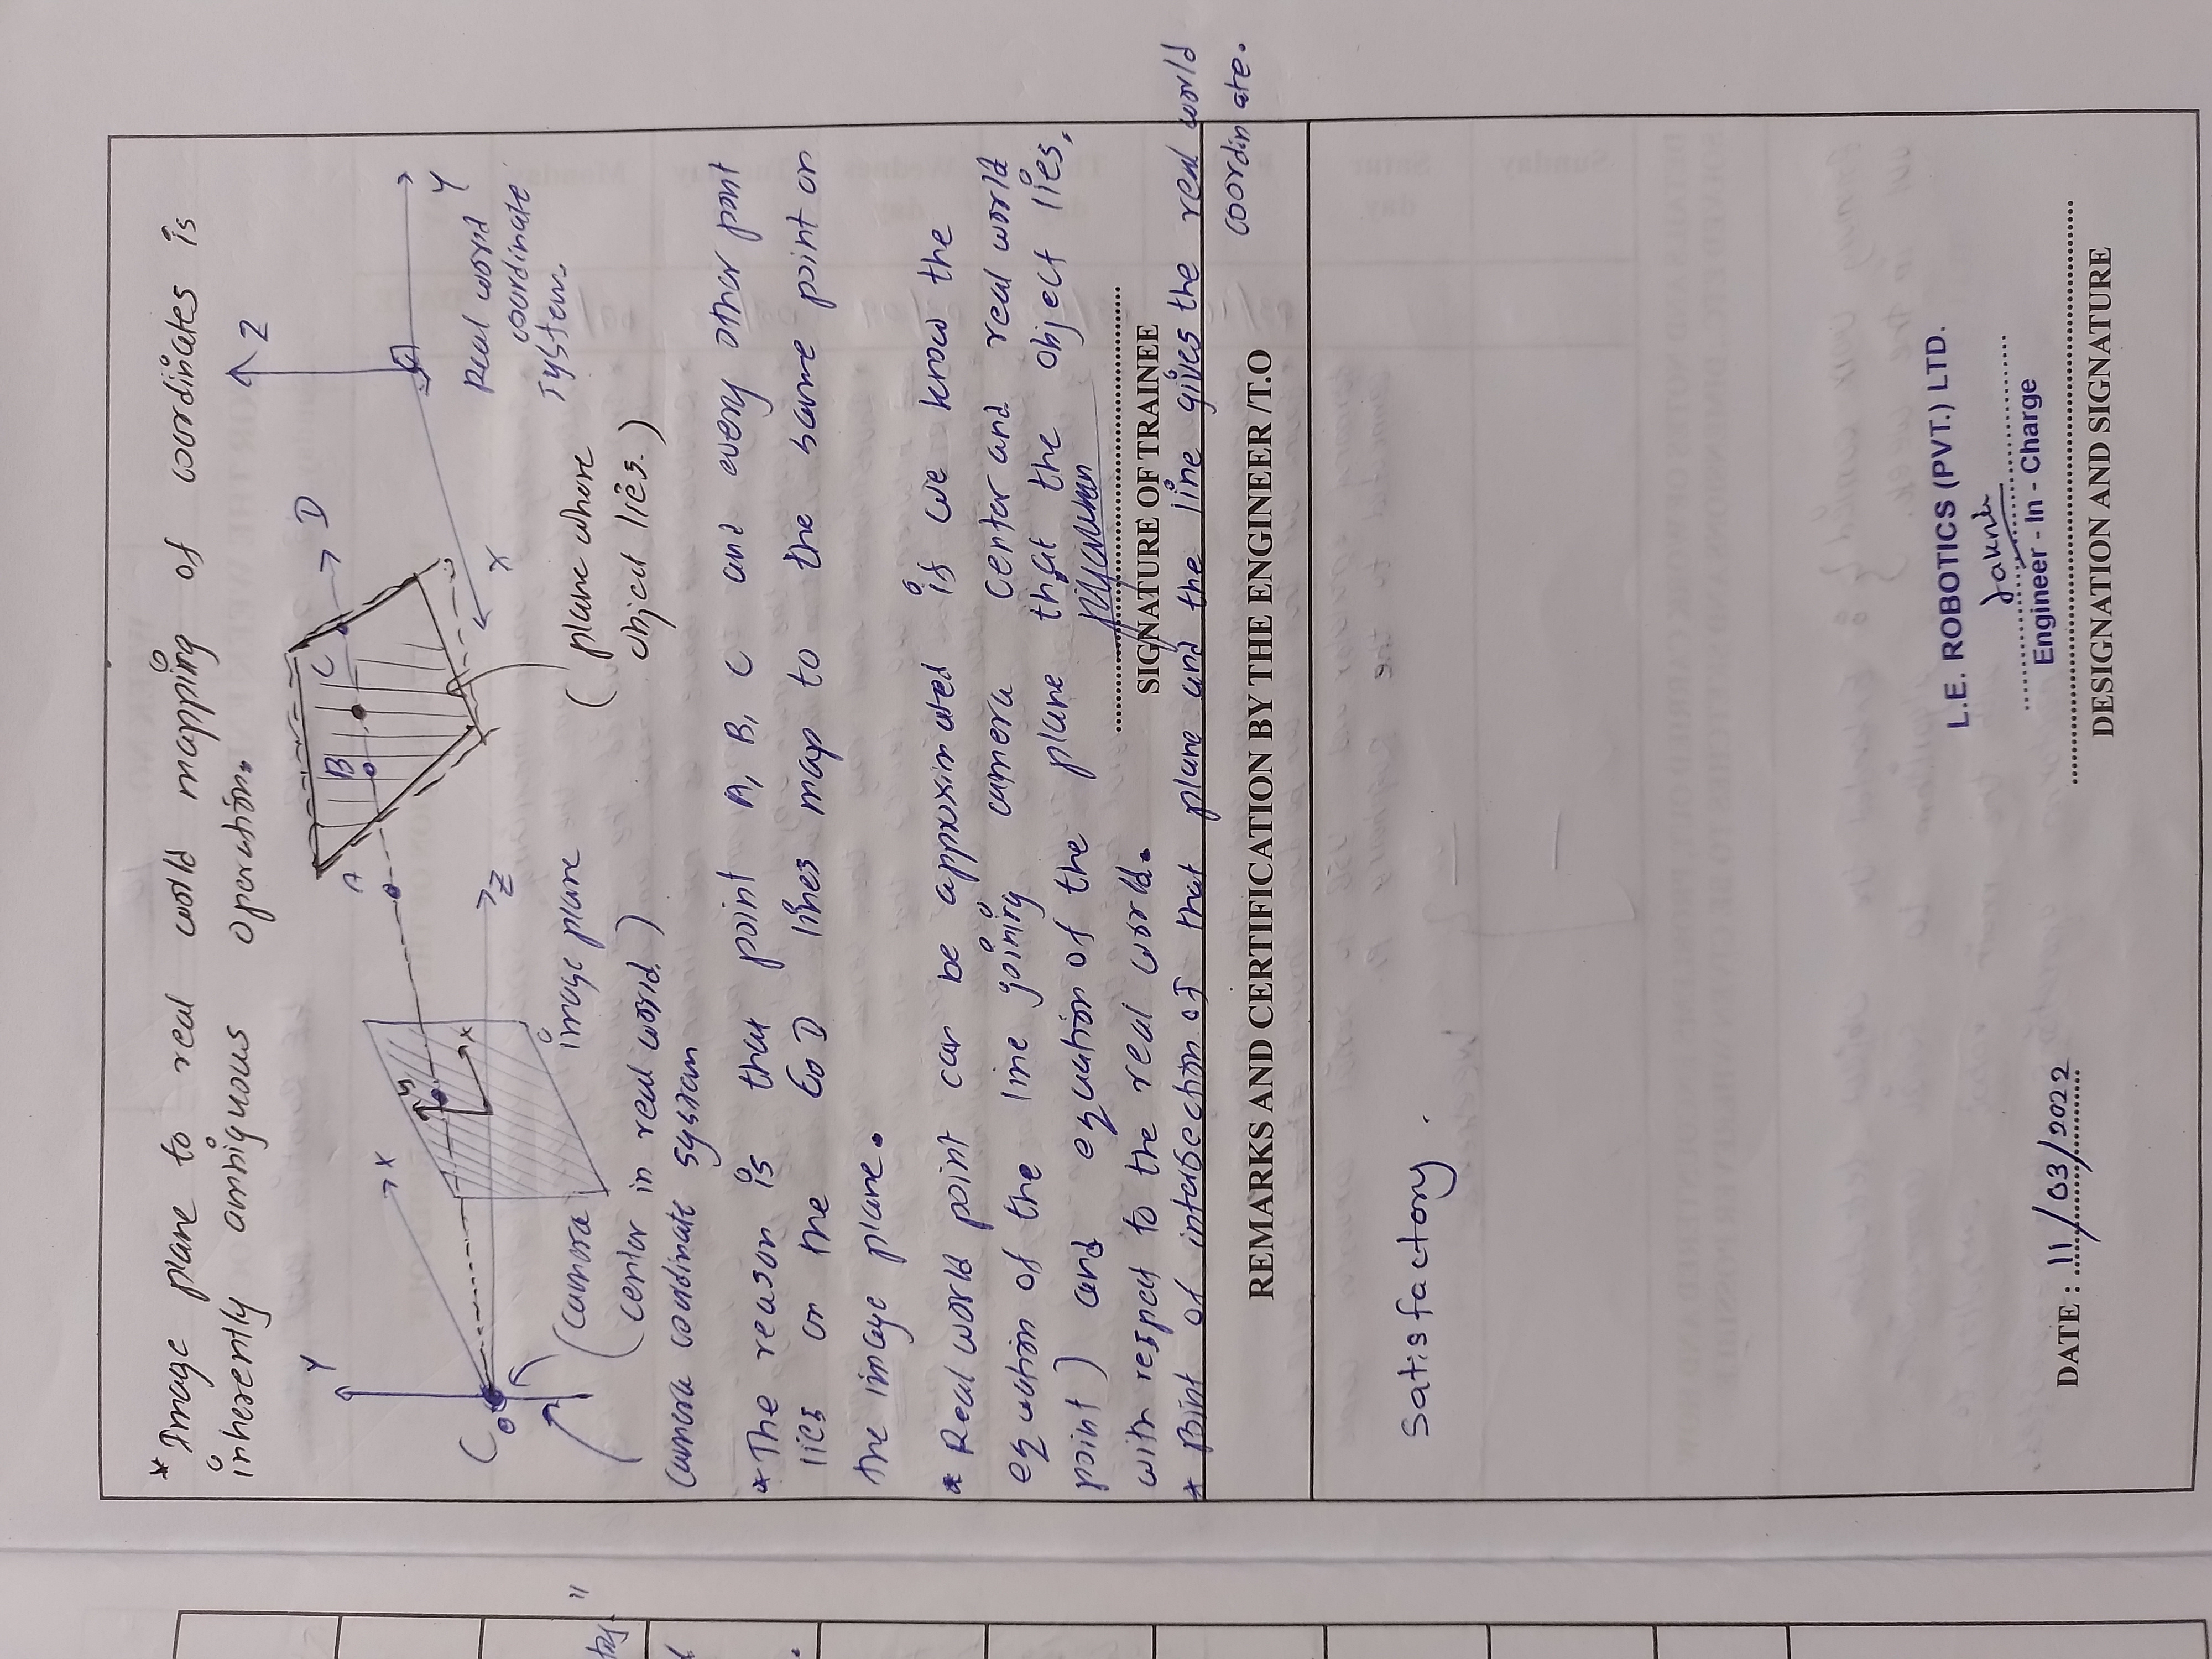 * Image plane to real world mapping of coordinates is
inherently ambiguous operation.
Z
Y
A
B
C
D
X
y
x
C
Z
Y
X
Real world
coordinate
system.
(camera
center in real world.)
image plane
( plane where
object lies. )
camera coordinate system
* The reason is that point A, B, C and every other point
lies on the CoD lines map to the same point on
the image plane.
* Real world point can be approximated if we know the
equation of the line joining camera center and real world
point) and equation of the plane that the object lies,
with respect to the real world.
SIGNATURE OF TRAINEE
* Point of intersection of that plane and the line gives the real world
coordinate.
REMARKS AND CERTIFICATION BY THE ENGINEER /T.O
Satisfactory.
L.E. ROBOTICS (PVT.) LTD.
Engineer - In - Charge
DATE : 11/03/2022
DESIGNATION AND SIGNATURE